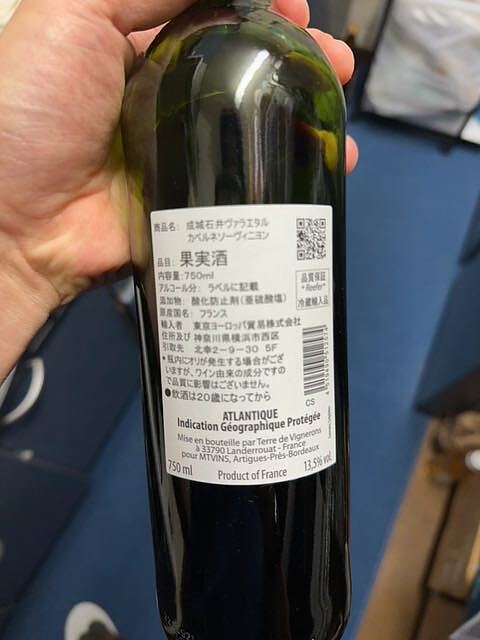 商品名: 成城石井ヴァラエタル
カベルネソーヴィニヨン
品目: 果実酒
内容量:750ml
アルコール分: ラベルに記載
添加物: 酸化防止剤(亜硫酸塩)
原産国名: フランス
輸入者 東京ヨーロッパ貿易株式会社
住所及び 神奈川県横浜市西区
引取先 北幸2-9-30 5F
*瓶内にオリが発生する場合がござ
いますが、ワイン由来の成分ですの
で品質に影響はございません。
●飲酒は20歳になってから
品質保証
"Reefer"
冷蔵輸入品
CS
ATLANTIQUE
Indication Géographique Protégée
Mise en bouteille par Terre de Vignerons
à 33790 Landerrouat - France
pour MTVINS, Artigues-Près-Bordeaux
750 ml Product of France 13,5% vol.